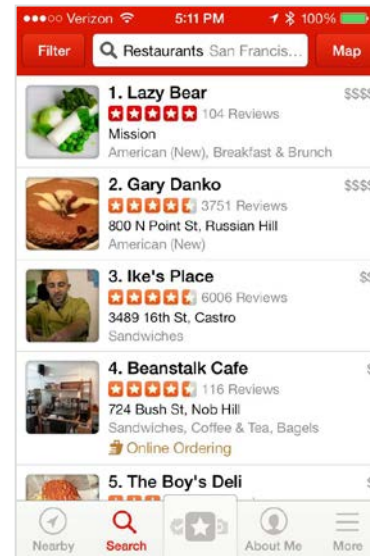 Verizon 5:11 PM 100%
Filter Restaurants San Francis... Map
1. Lazy Bear $$$$
104 Reviews
Mission
American (New), Breakfast & Brunch
2. Gary Danko $$$$
3751 Reviews
800 N Point St, Russian Hill
American (New)
3. Ike's Place $$
6006 Reviews
3489 16th St, Castro
Sandwiches
4. Beanstalk Cafe $
116 Reviews
724 Bush St, Nob Hill
Sandwiches, Coffee & Tea, Bagels
Online Ordering
5. The Boy's Deli $
Nearby Search About Me More